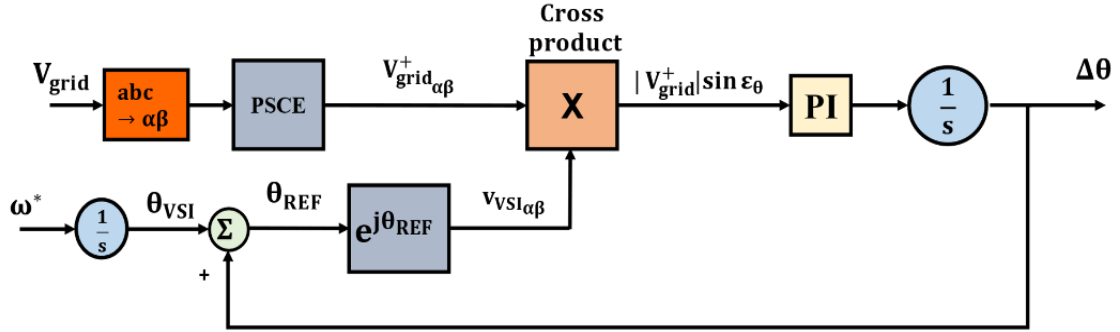 Cross
product
V_grid
abc
→ αβ
PSCE
V⁺_grid_αβ
X
|V⁺_grid| sin ε_θ
PI
1/s
Δθ
ω*
1/s
θ_VSI
Σ
θ_REF
e^jθ_REF
v_VSI_αβ
+